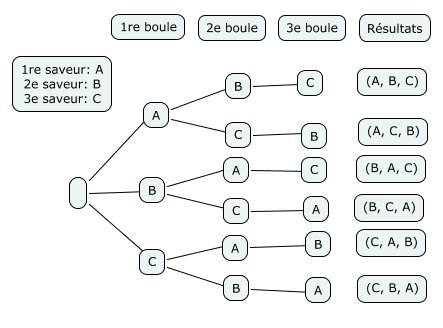 1re boule 2e boule 3e boule Résultats
1re saveur: A
2e saveur: B
3e saveur: C
B C (A, B, C)
A
C B (A, C, B)
A C (B, A, C)
B
C A (B, C, A)
A B (C, A, B)
C
B A (C, B, A)